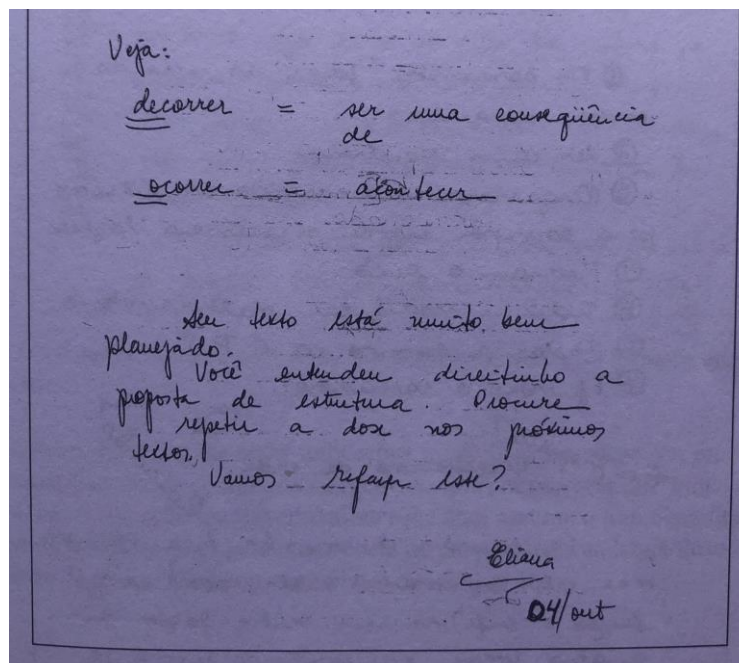 Veja:
decorrer = ser uma conseqüência
de
ocorrer = acontecer
Seu texto está muito bem
planejado.
Você entendeu direitinho a
proposta de estrutura. Procure
repetir a dose nos próximos
textos.
Vamos refazer este?
Eliana
04/out